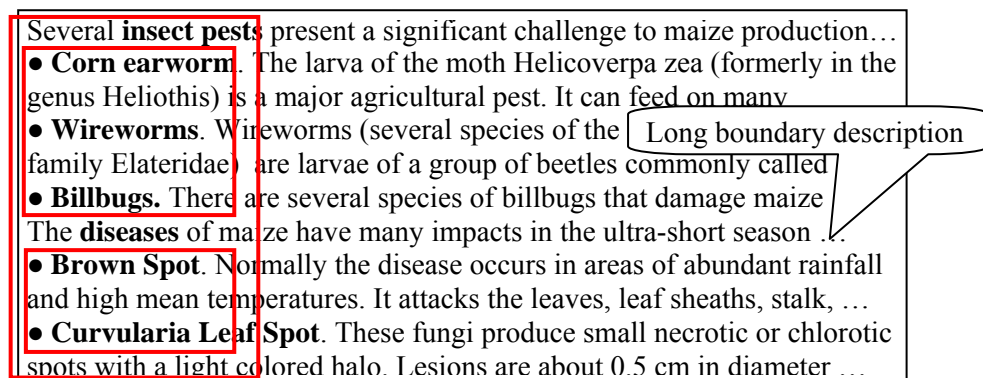 Several insect pests present a significant challenge to maize production…
● Corn earworm. The larva of the moth Helicoverpa zea (formerly in the
genus Heliothis) is a major agricultural pest. It can feed on many
● Wireworms. Wireworms (several species of the
family Elateridae) are larvae of a group of beetles commonly called
Long boundary description
● Billbugs. There are several species of billbugs that damage maize
The diseases of maize have many impacts in the ultra-short season …
● Brown Spot. Normally the disease occurs in areas of abundant rainfall
and high mean temperatures. It attacks the leaves, leaf sheaths, stalk, …
● Curvularia Leaf Spot. These fungi produce small necrotic or chlorotic
spots with a light colored halo. Lesions are about 0.5 cm in diameter …